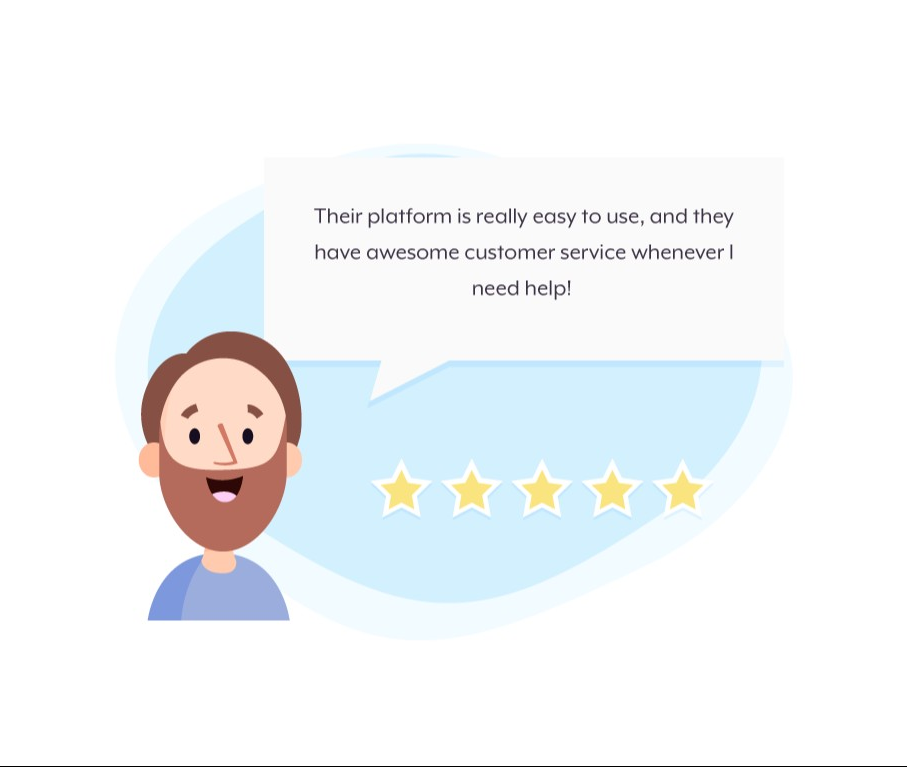 Their platform is really easy to use, and they
have awesome customer service whenever I
need help!